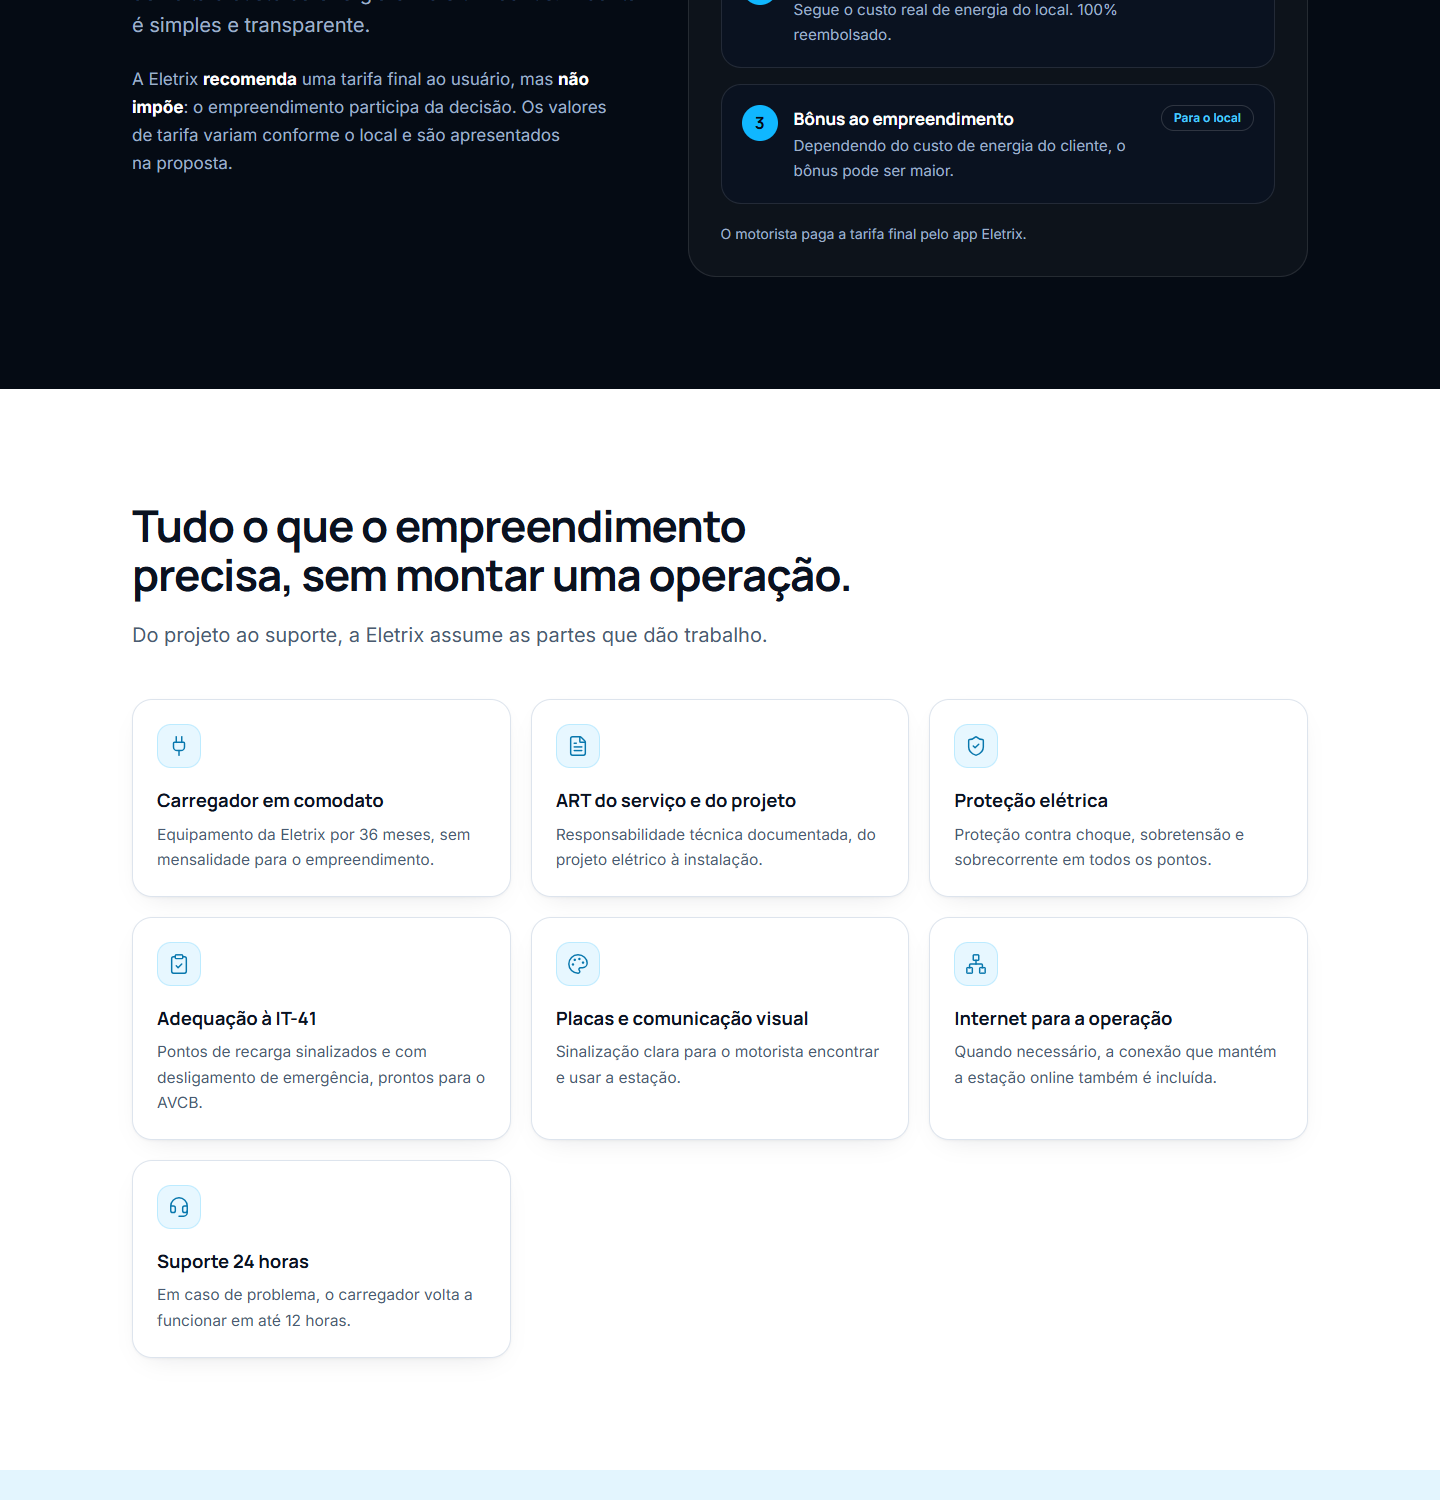 é simples e transparente.
A Eletrix recomenda uma tarifa final ao usuário, mas não
impõe: o empreendimento participa da decisão. Os valores
de tarifa variam conforme o local e são apresentados
na proposta.
Segue o custo real de energia do local. 100%
reembolsado.
3
Bônus ao empreendimento
Para o local
Dependendo do custo de energia do cliente, o
bônus pode ser maior.
O motorista paga a tarifa final pelo app Eletrix.
Tudo o que o empreendimento
precisa, sem montar uma operação.
Do projeto ao suporte, a Eletrix assume as partes que dão trabalho.
Carregador em comodato
Equipamento da Eletrix por 36 meses, sem
mensalidade para o empreendimento.
ART do serviço e do projeto
Responsabilidade técnica documentada, do
projeto elétrico à instalação.
Proteção elétrica
Proteção contra choque, sobretensão e
sobrecorrente em todos os pontos.
Adequação à IT-41
Pontos de recarga sinalizados e com
desligamento de emergência, prontos para o
AVCB.
Placas e comunicação visual
Sinalização clara para o motorista encontrar
e usar a estação.
Internet para a operação
Quando necessário, a conexão que mantém
a estação online também é incluída.
Suporte 24 horas
Em caso de problema, o carregador volta a
funcionar em até 12 horas.